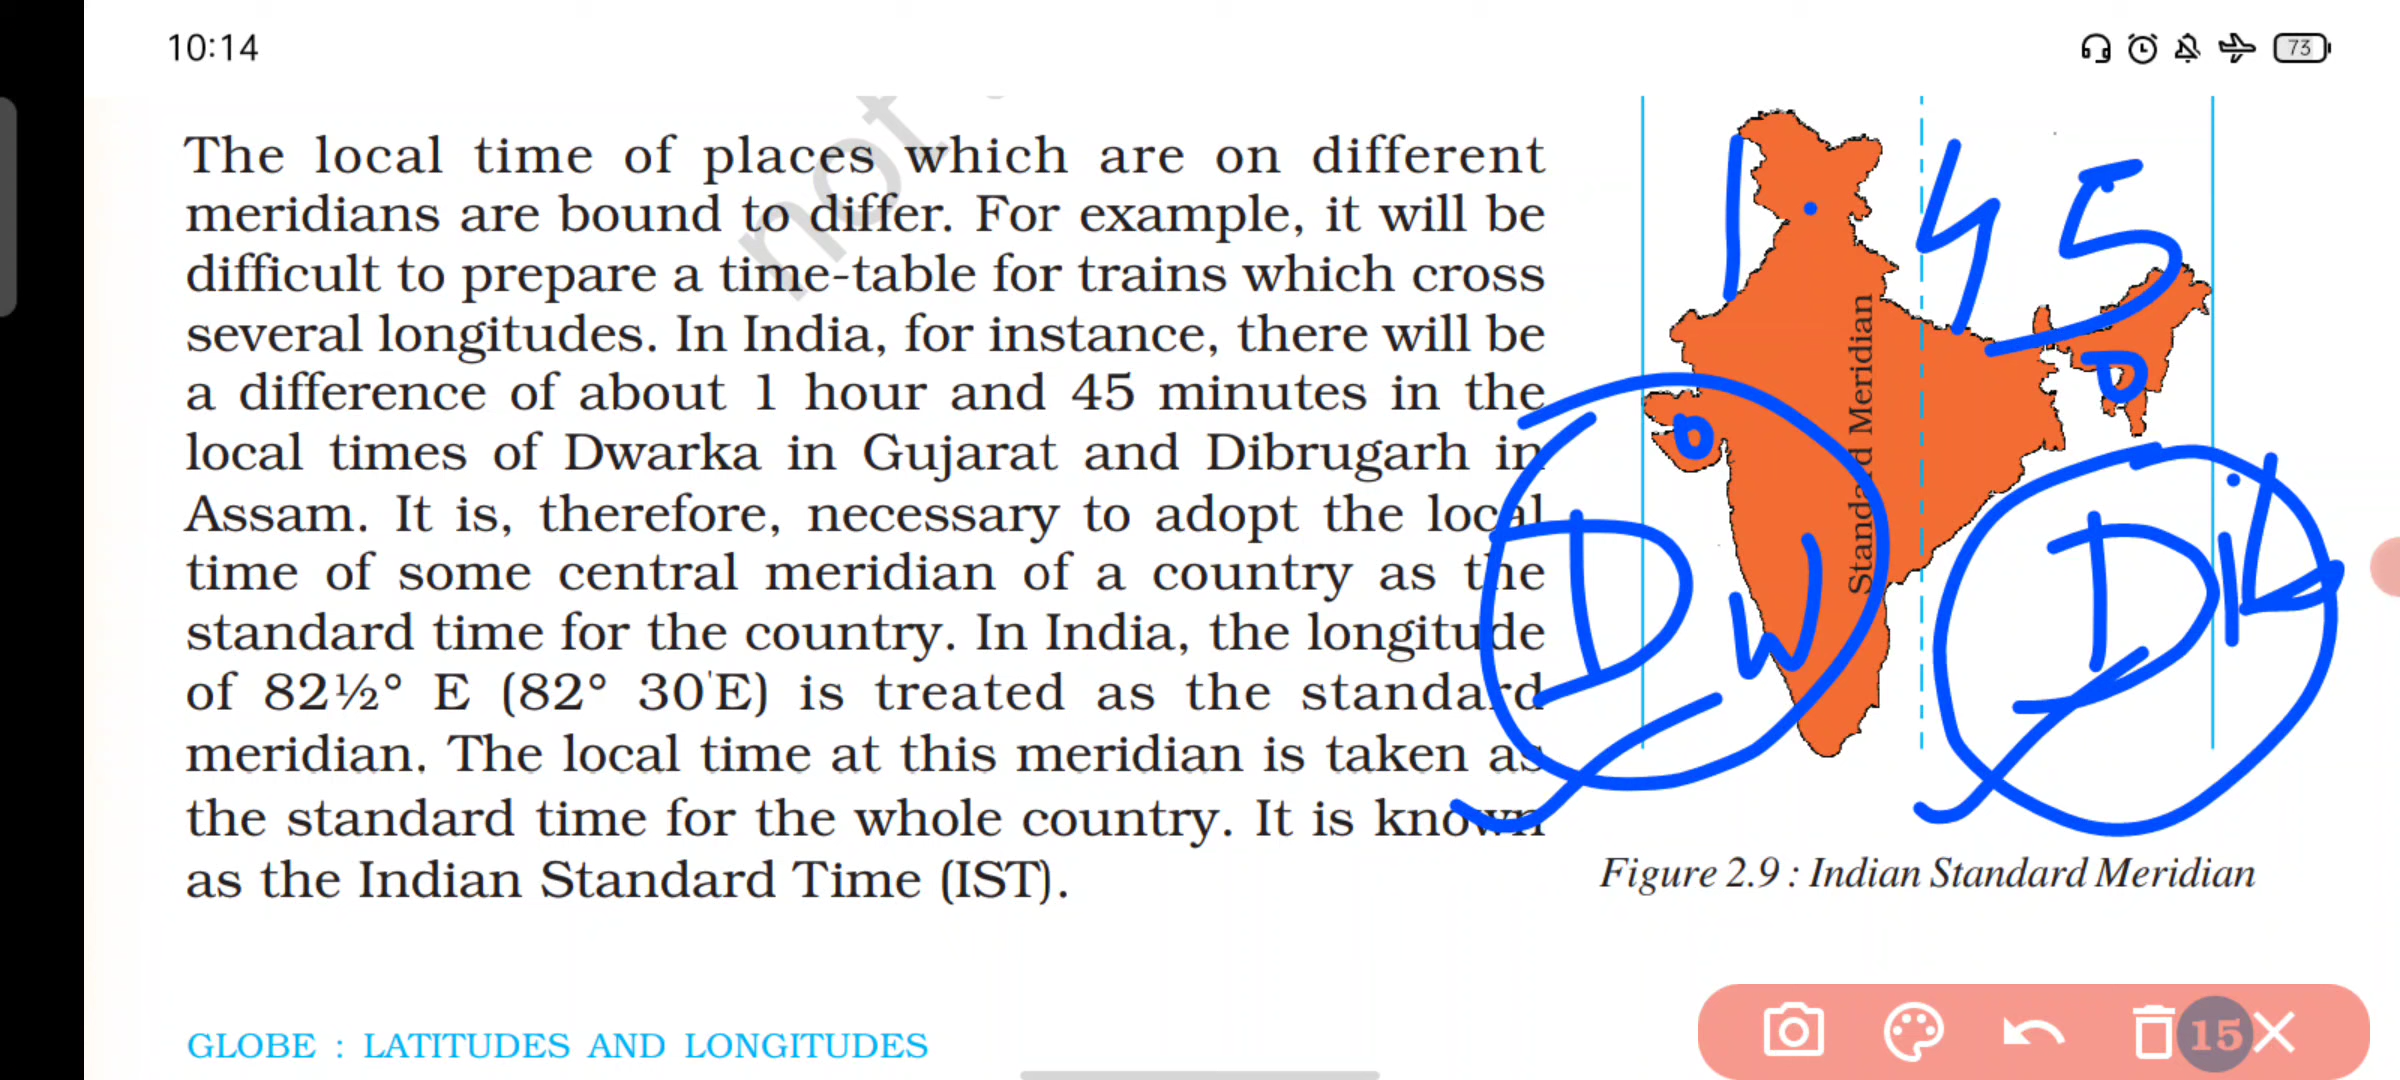 10:14
73
not
The local time of places which are on different
meridians are bound to differ. For example, it will be
difficult to prepare a time-table for trains which cross
several longitudes. In India, for instance, there will be
a difference of about 1 hour and 45 minutes in the
local times of Dwarka in Gujarat and Dibrugarh in
Assam. It is, therefore, necessary to adopt the local
time of some central meridian of a country as the
standard time for the country. In India, the longitude
of 82½° E (82° 30'E) is treated as the standard
meridian. The local time at this meridian is taken as
the standard time for the whole country. It is known
as the Indian Standard Time (IST).
1 45
Standard Meridian
DW
Dib
Figure 2.9 : Indian Standard Meridian
GLOBE : LATITUDES AND LONGITUDES
15